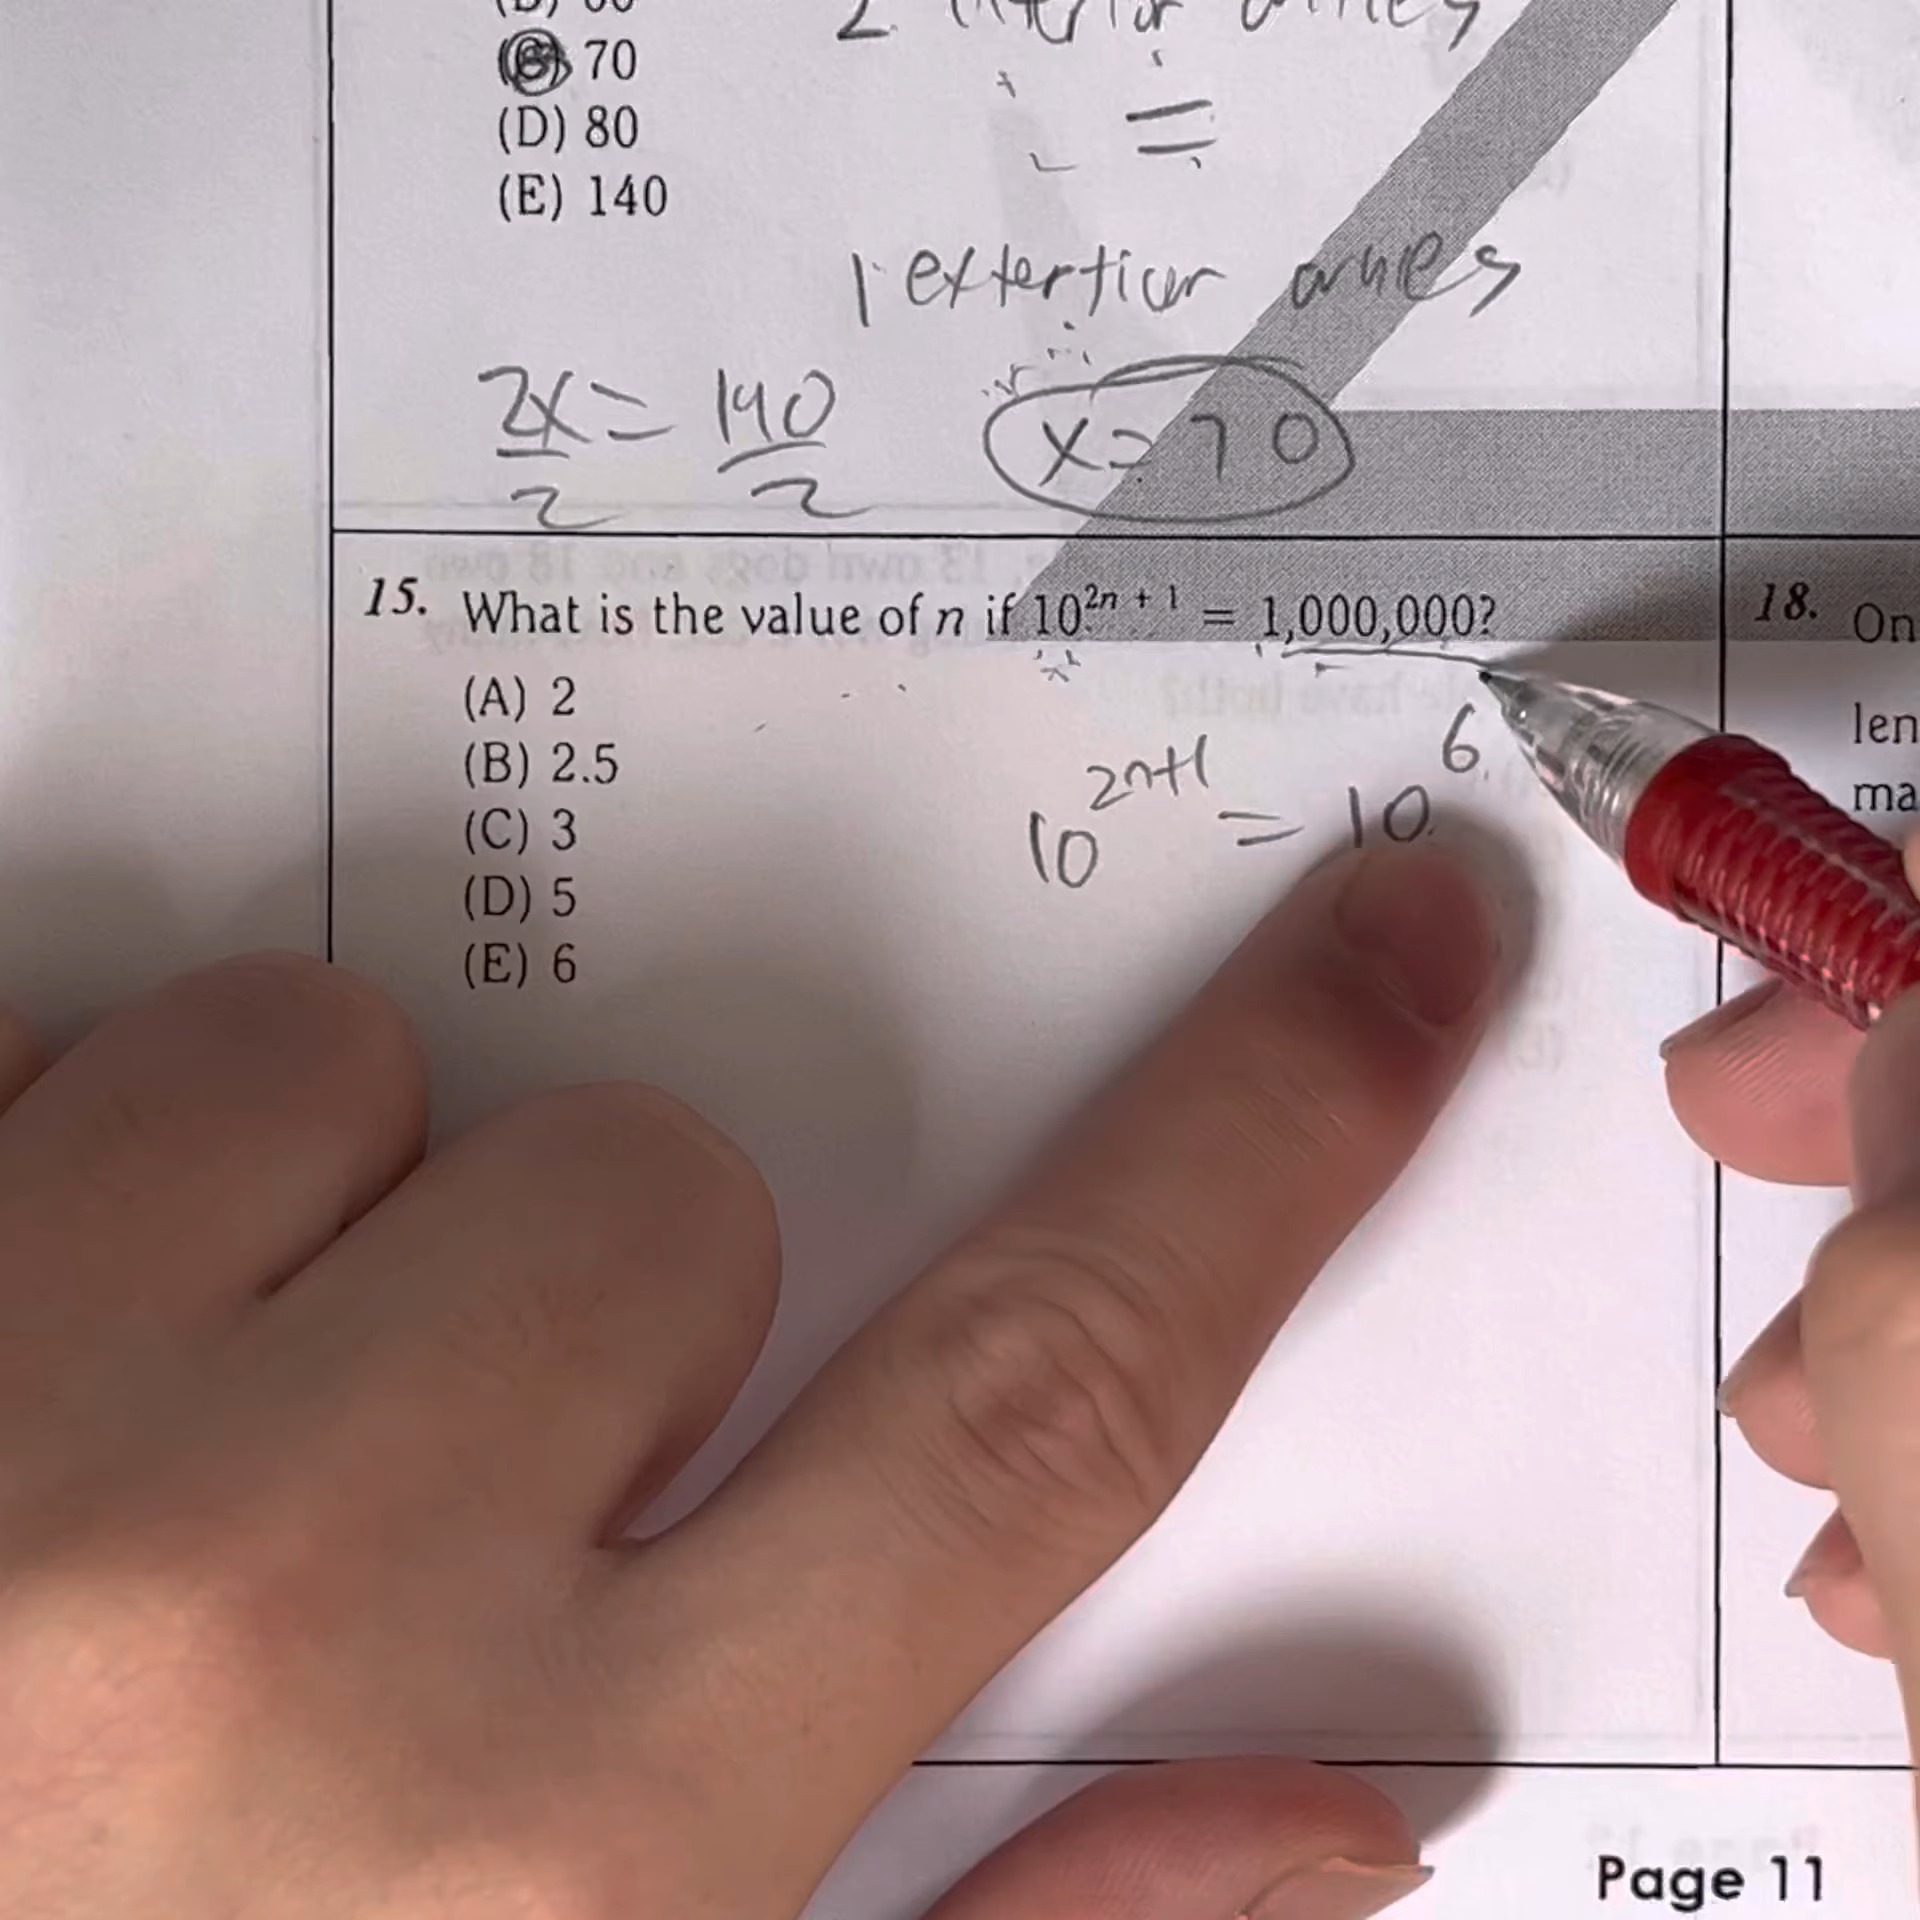 70
(D) 80
(E) 140
1 extertior anles
2x = 140
2 2
x = 70
15. What is the value of n if 10^{2n + 1} = 1,000,000?
(A) 2
(B) 2.5
(C) 3
(D) 5
(E) 6
10^{2n+1} = 10^6
18. On
len
ma
Page 11